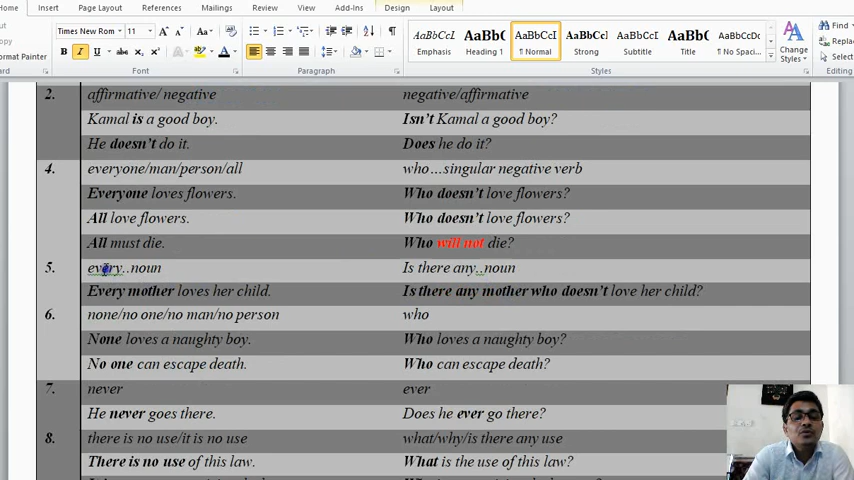 Home Insert Page Layout References Mailings Review View Add-Ins Design Layout
Times New Rom 11
Format Painter
B I U
Font
Paragraph
AaBbCcL Emphasis
AaBbC Heading 1
AaBbCcI ¶ Normal
AaBbCc Strong
AaBbCcI Subtitle
AaBbC Title
AaBbCcI ¶ No Spaci...
Styles
Change Styles
Find
Replac
Select
2. affirmative/ negative negative/affirmative
Kamal is a good boy. Isn't Kamal a good boy?
He doesn't do it. Does he do it?
4. everyone/man/person/all who…singular negative verb
Everyone loves flowers. Who doesn't love flowers?
All love flowers. Who doesn't love flowers?
All must die. Who will not die?
5. every..noun Is there any..noun
Every mother loves her child. Is there any mother who doesn't love her child?
6. none/no one/no man/no person who
None loves a naughty boy. Who loves a naughty boy?
No one can escape death. Who can escape death?
7. never ever
He never goes there. Does he ever go there?
8. there is no use/it is no use what/why/is there any use
There is no use of this law. What is the use of this law?